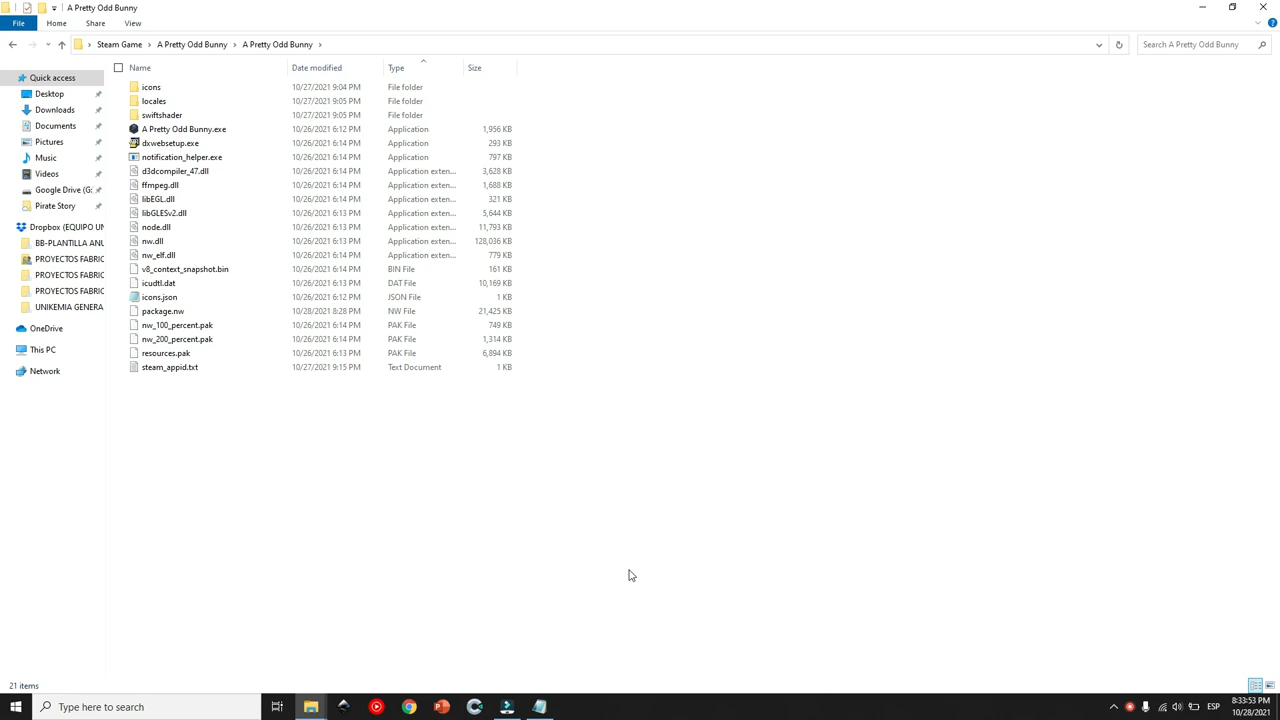 A Pretty Odd Bunny
File Home Share View
Steam Game A Pretty Odd Bunny A Pretty Odd Bunny Search A Pretty Odd Bunny
Name Date modified Type Size
Quick access
Desktop
Downloads
Documents
Pictures
Music
Videos
Google Drive (G:
Pirate Story
Dropbox (EQUIPO UN
BB-PLANTILLA ANU
PROYECTOS FABRIC
PROYECTOS FABRIC
PROYECTOS FABRIC
UNIKEMIA GENERA
OneDrive
This PC
Network
icons 10/27/2021 9:04 PM File folder
locales 10/27/2021 9:05 PM File folder
swiftshader 10/27/2021 9:05 PM File folder
A Pretty Odd Bunny.exe 10/26/2021 6:12 PM Application 1,956 KB
dxwebsetup.exe 10/26/2021 6:14 PM Application 293 KB
notification_helper.exe 10/26/2021 6:14 PM Application 797 KB
d3dcompiler_47.dll 10/26/2021 6:14 PM Application exten... 3,628 KB
ffmpeg.dll 10/26/2021 6:14 PM Application exten... 1,688 KB
libEGL.dll 10/26/2021 6:14 PM Application exten... 321 KB
libGLESv2.dll 10/26/2021 6:13 PM Application exten... 5,644 KB
node.dll 10/26/2021 6:13 PM Application exten... 11,793 KB
nw.dll 10/26/2021 6:13 PM Application exten... 128,036 KB
nw_elf.dll 10/26/2021 6:14 PM Application exten... 779 KB
v8_context_snapshot.bin 10/26/2021 6:14 PM BIN File 161 KB
icudtl.dat 10/26/2021 6:13 PM DAT File 10,169 KB
icons.json 10/26/2021 6:12 PM JSON File 1 KB
package.nw 10/28/2021 8:28 PM NW File 21,425 KB
nw_100_percent.pak 10/26/2021 6:14 PM PAK File 749 KB
nw_200_percent.pak 10/26/2021 6:14 PM PAK File 1,314 KB
resources.pak 10/26/2021 6:13 PM PAK File 6,894 KB
steam_appid.txt 10/27/2021 9:15 PM Text Document 1 KB
21 items
Type here to search
ESP
8:33:53 PM
10/28/2021